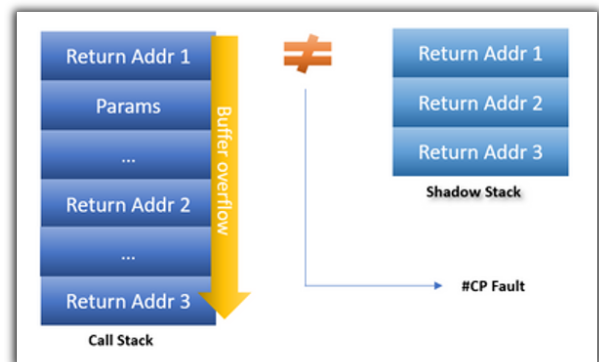 Return Addr 1
Params
...
Return Addr 2
...
Return Addr 3
Call Stack
Buffer overflow
≠
Return Addr 1
Return Addr 2
Return Addr 3
Shadow Stack
#CP Fault